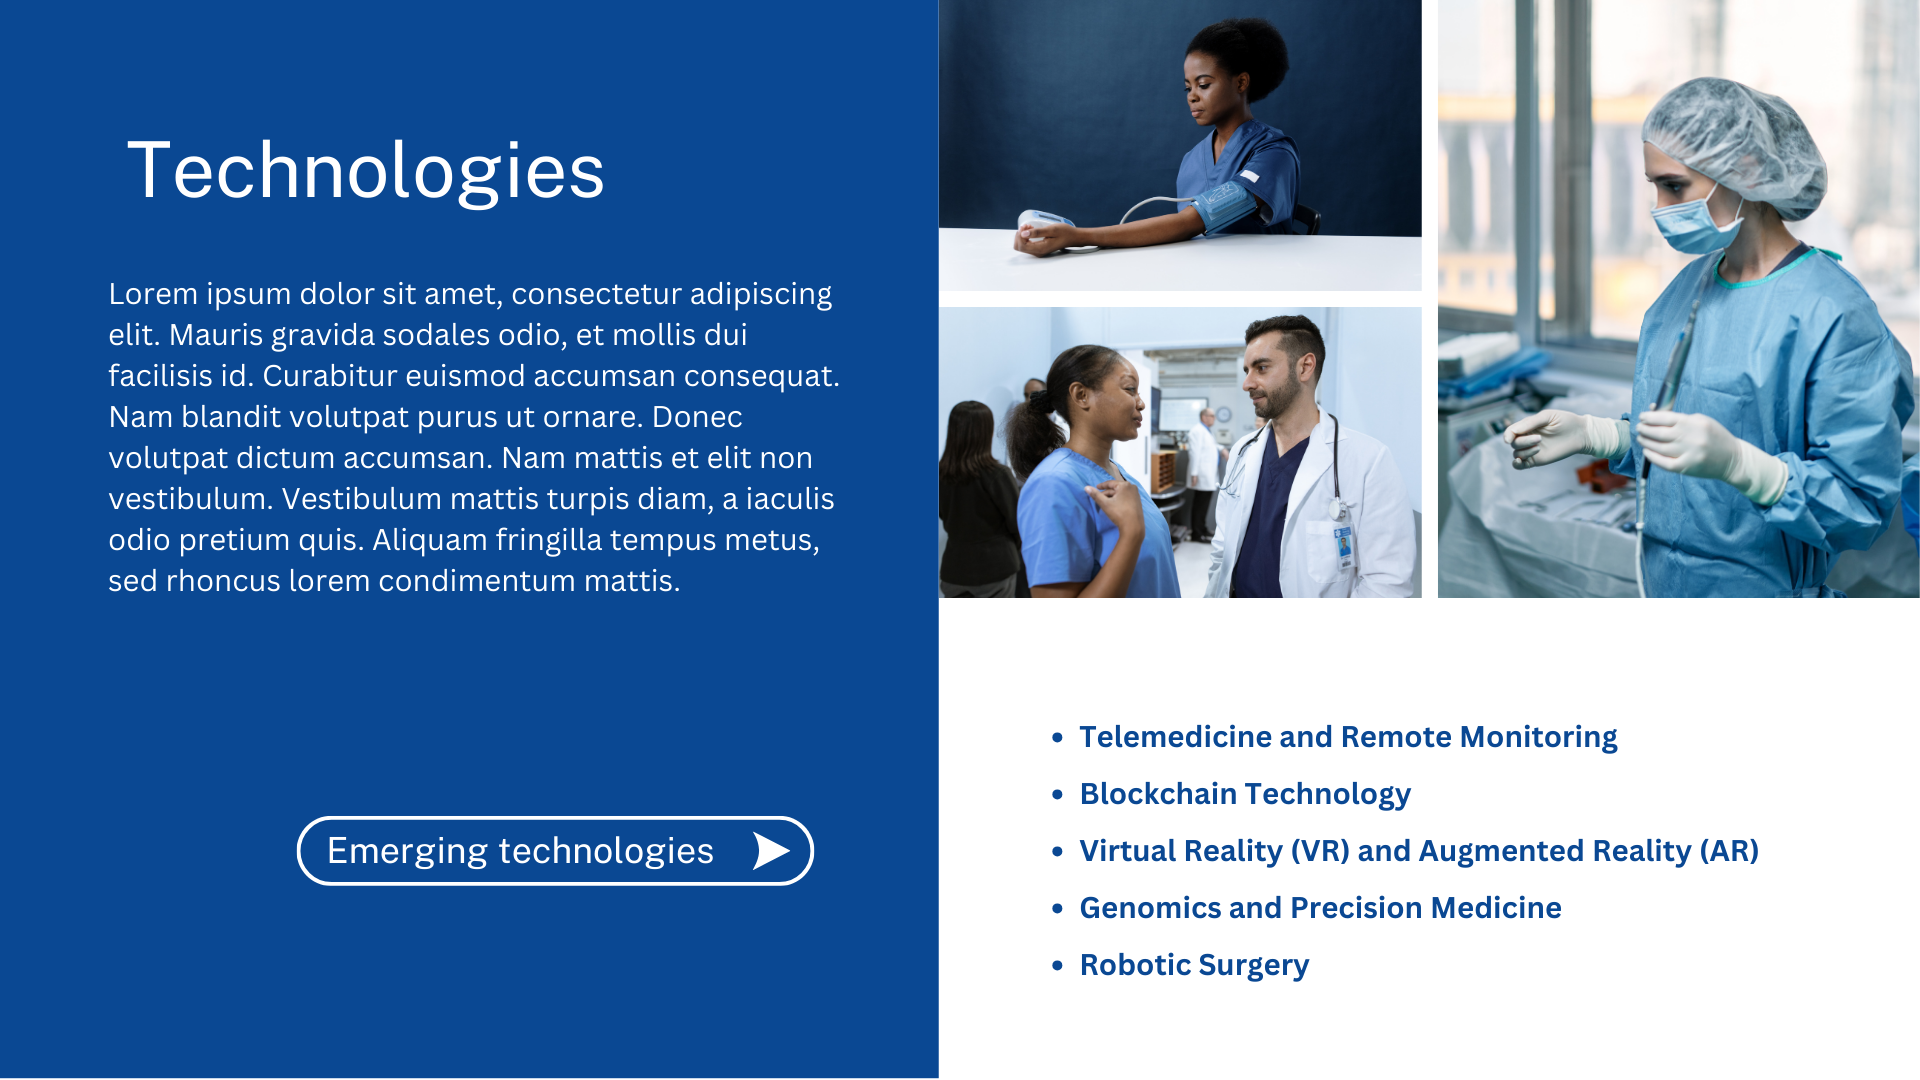 Technologies
Lorem ipsum dolor sit amet, consectetur adipiscing
elit. Mauris gravida sodales odio, et mollis dui
facilisis id. Curabitur euismod accumsan consequat.
Nam blandit volutpat purus ut ornare. Donec
volutpat dictum accumsan. Nam mattis et elit non
vestibulum. Vestibulum mattis turpis diam, a iaculis
odio pretium quis. Aliquam fringilla tempus metus,
sed rhoncus lorem condimentum mattis.
Emerging technologies
• Telemedicine and Remote Monitoring
• Blockchain Technology
• Virtual Reality (VR) and Augmented Reality (AR)
• Genomics and Precision Medicine
• Robotic Surgery